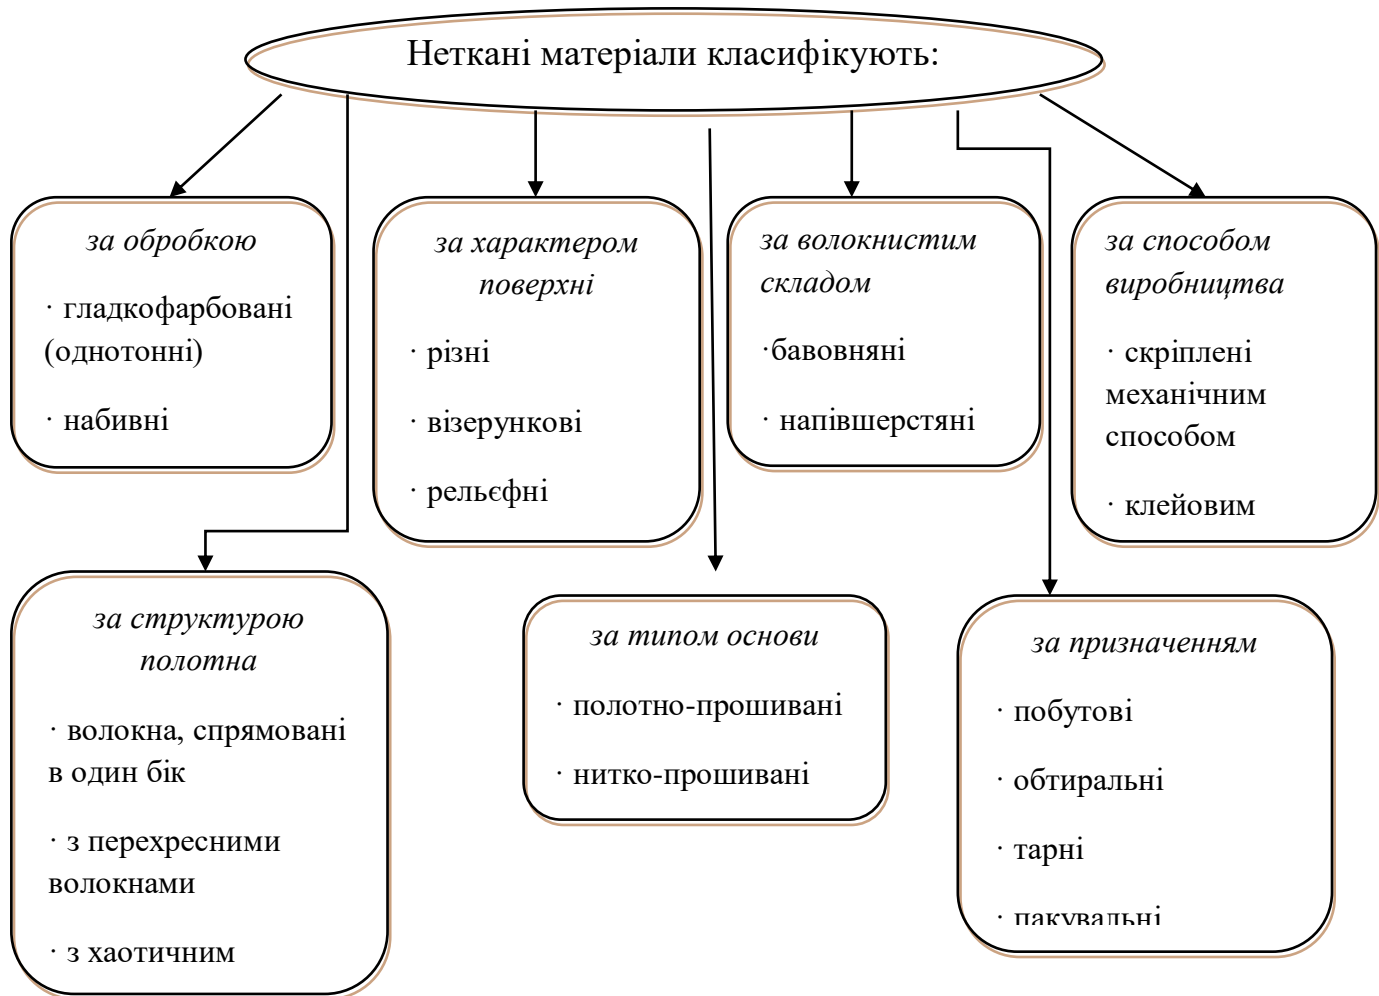 Неткані матеріали класифікують:
за обробкою
· гладкофарбовані
(однотонні)
· набивні
за характером
поверхні
· різні
· візерункові
· рельєфні
за волокнистим
складом
·бавовняні
· напівшерстяні
за способом
виробництва
· скріплені
механічним
способом
· клейовим
за структурою
полотна
· волокна, спрямовані
в один бік
· з перехресними
волокнами
· з хаотичним
за типом основи
· полотно-прошивані
· нитко-прошивані
за призначенням
· побутові
· обтиральні
· тарні
· пакувальні